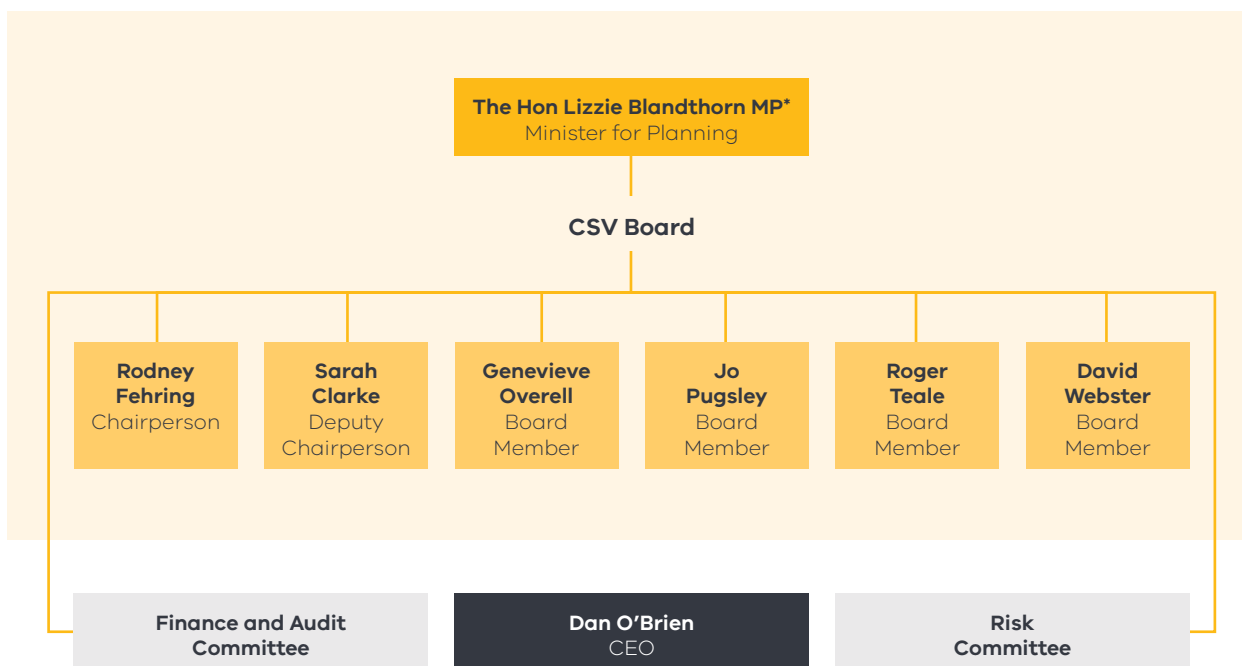 The Hon Lizzie Blandthorn MP*
Minister for Planning
CSV Board
Rodney
Fehring
Chairperson
Sarah
Clarke
Deputy
Chairperson
Genevieve
Overell
Board
Member
Jo
Pugsley
Board
Member
Roger
Teale
Board
Member
David
Webster
Board
Member
Finance and Audit
Committee
Dan O’Brien
CEO
Risk
Committee